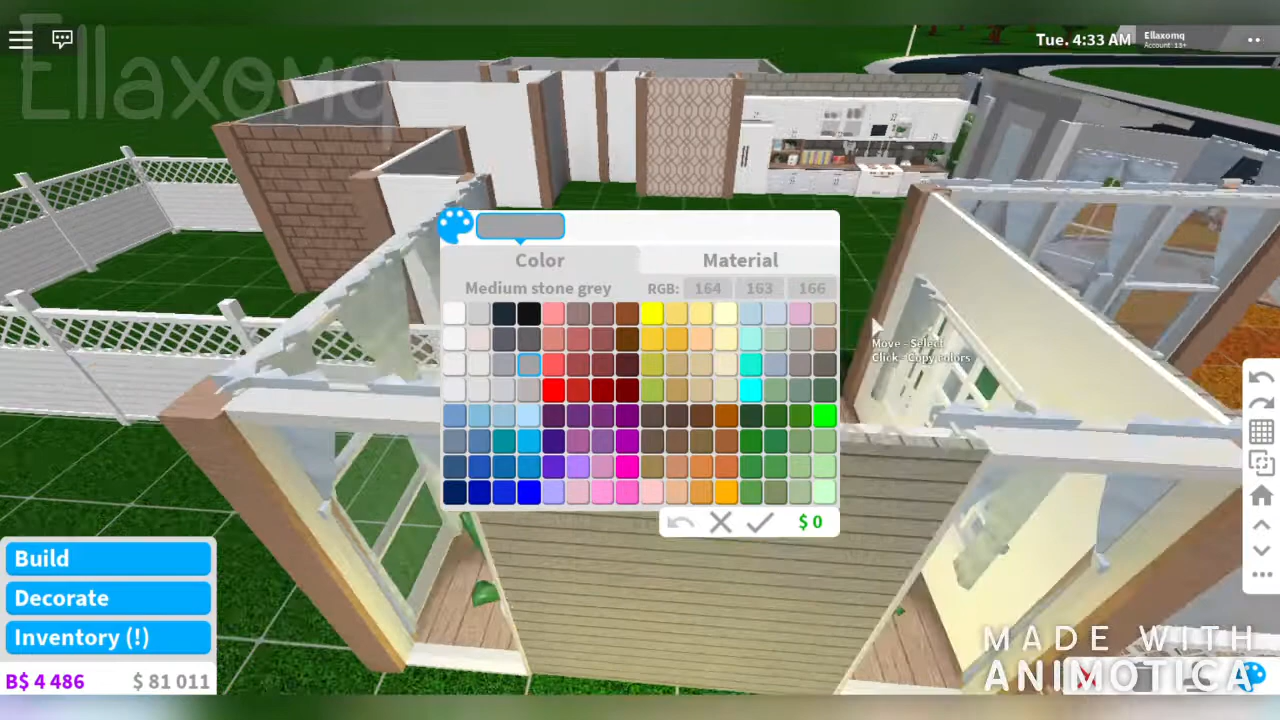 Ellaxomq
Tue. 4:33 AM
Ellaxomq
Account: 13+
Color
Material
Medium stone grey
RGB: 164 163 166
Move - Select
Click - Copy colors
$ 0
Build
Decorate
Inventory (!)
B$ 4 486
$ 81 011
MADE WITH
ANIMOTICA